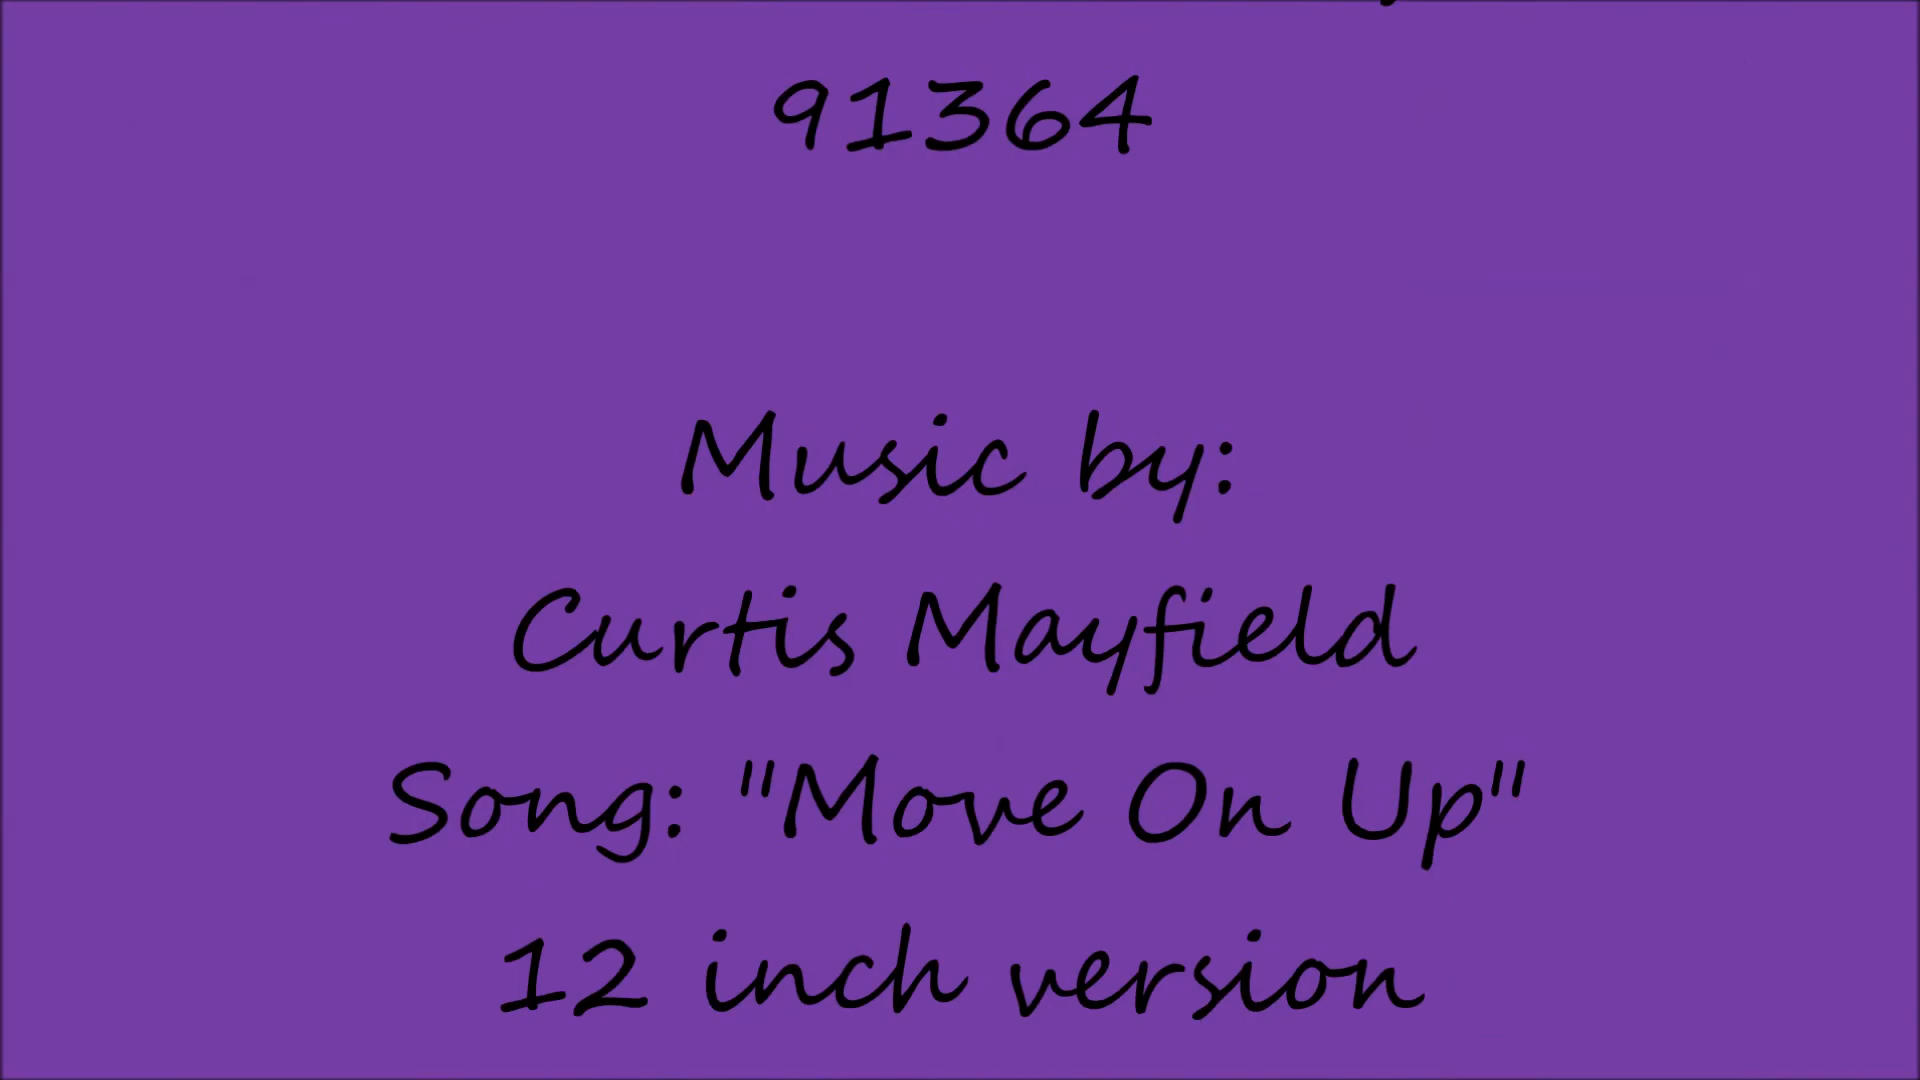 91364
Music by:
Curtis Mayfield
Song: "Move On Up"
12 inch version